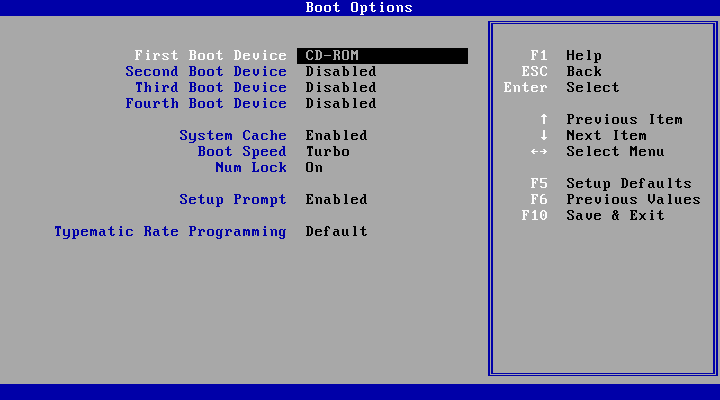 Boot Options
First Boot Device CD-ROM
Second Boot Device Disabled
Third Boot Device Disabled
Fourth Boot Device Disabled
System Cache Enabled
Boot Speed Turbo
Num Lock On
Setup Prompt Enabled
Typematic Rate Programming Default
F1 Help
ESC Back
Enter Select
↑ Previous Item
↓ Next Item
←→ Select Menu
F5 Setup Defaults
F6 Previous Values
F10 Save & Exit